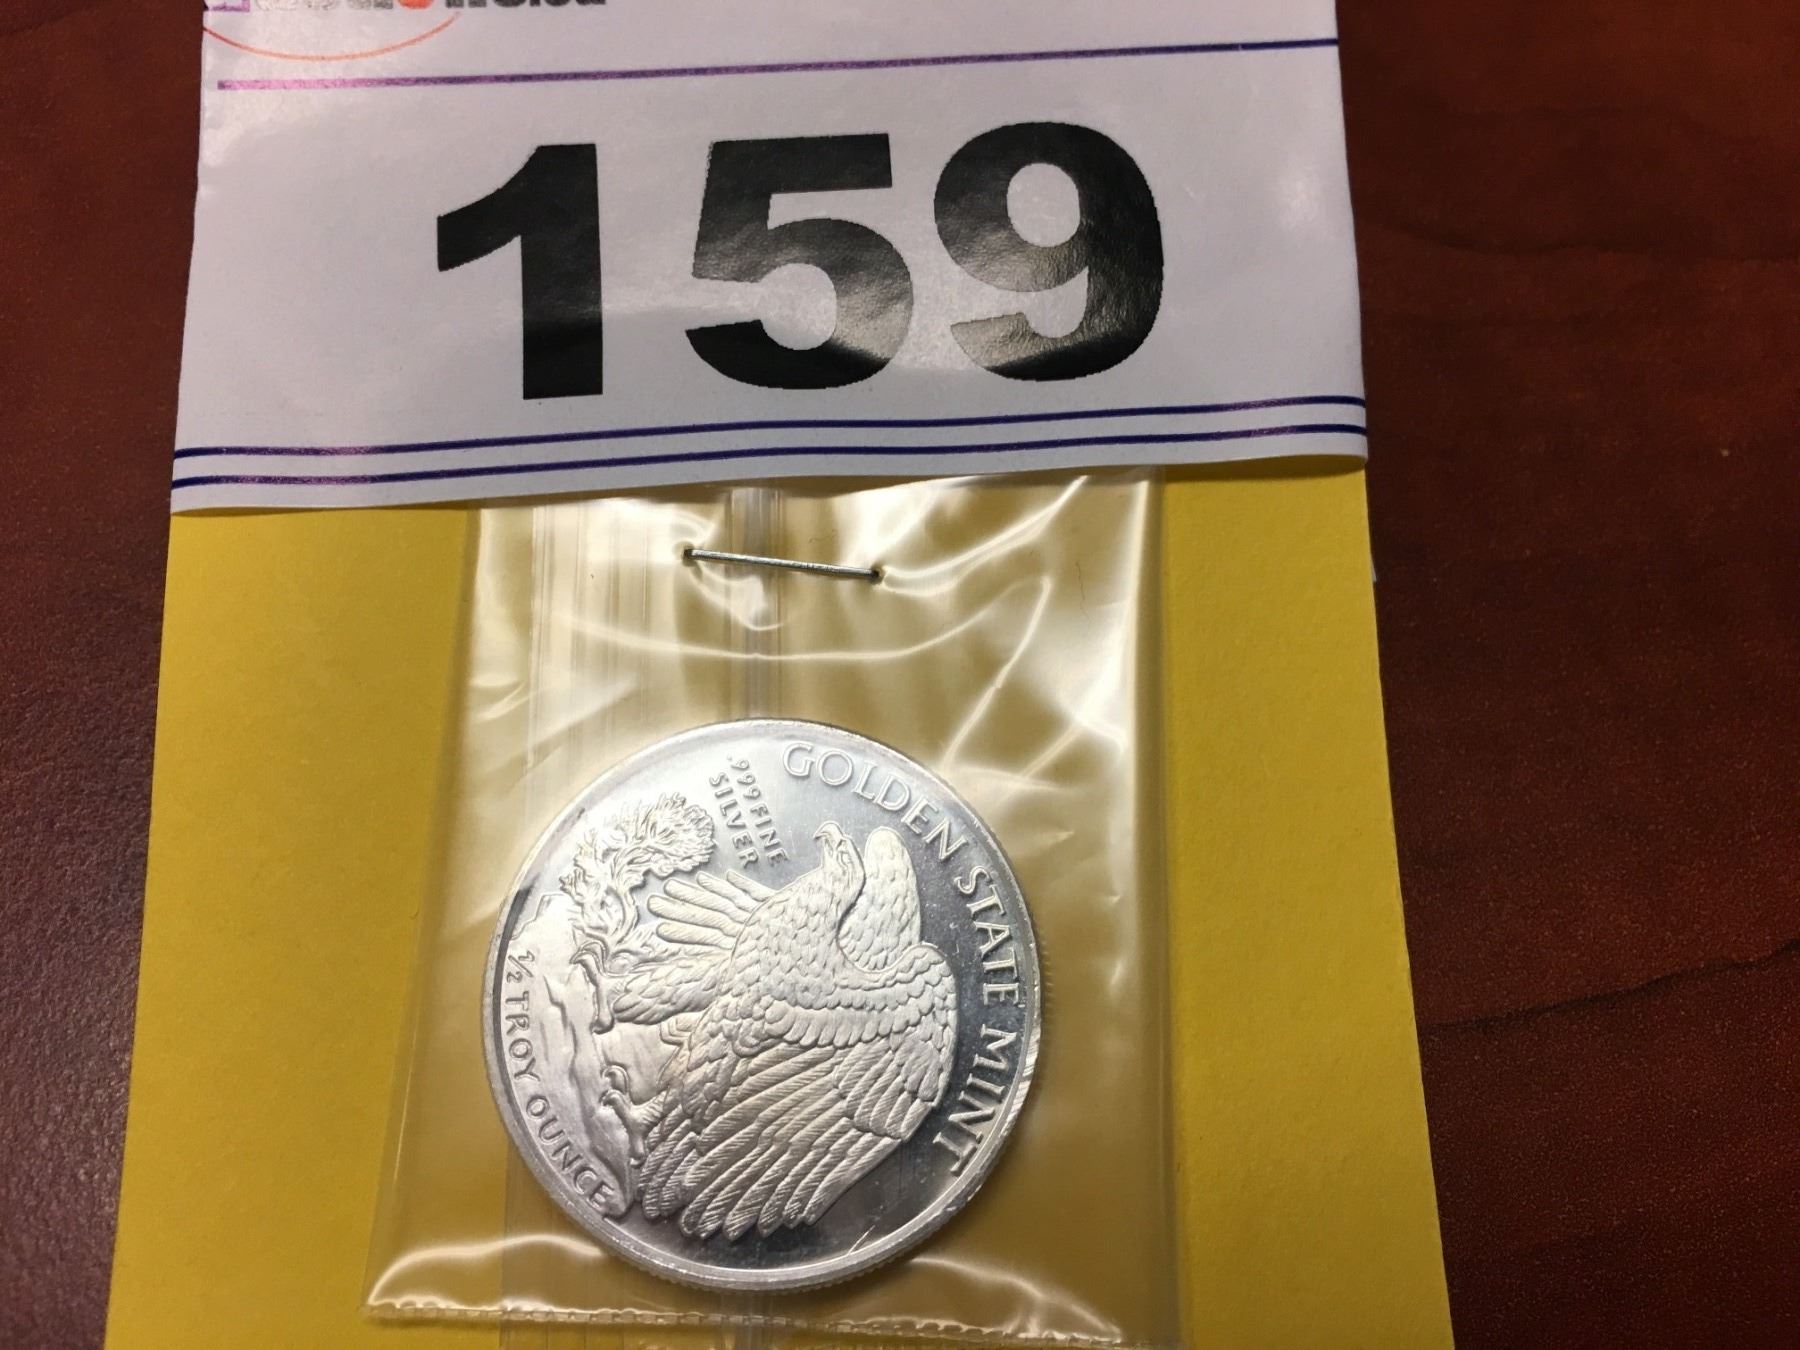 159
GOLDEN STATE MINT
.999 FINE
SILVER
½ TROY OUNCE